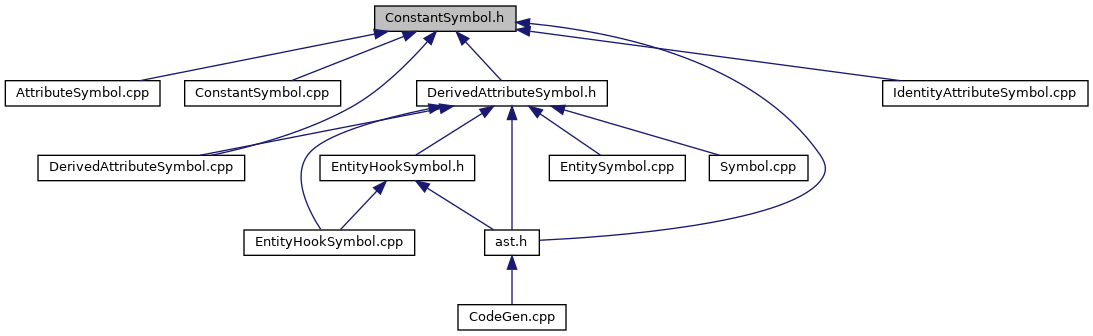 ConstantSymbol.h
AttributeSymbol.cpp
ConstantSymbol.cpp
DerivedAttributeSymbol.h
IdentityAttributeSymbol.cpp
DerivedAttributeSymbol.cpp
EntityHookSymbol.h
EntitySymbol.cpp
Symbol.cpp
EntityHookSymbol.cpp
ast.h
CodeGen.cpp